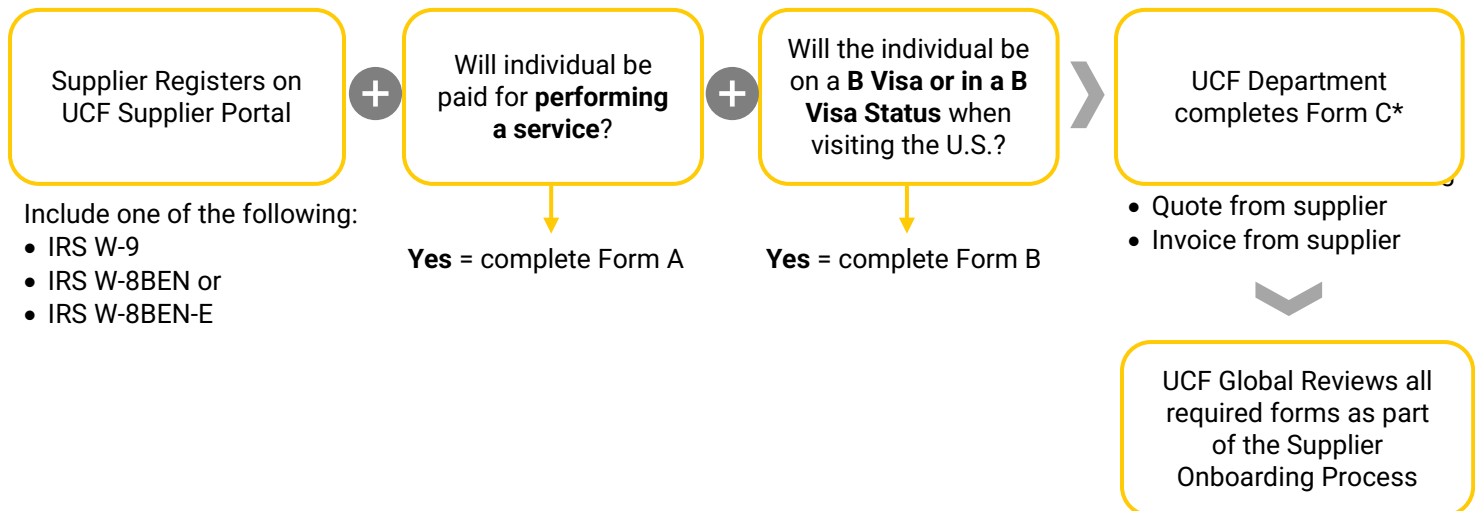 Supplier Registers on
UCF Supplier Portal
Include one of the following:
• IRS W-9
• IRS W-8BEN or
• IRS W-8BEN-E
Will individual be
paid for performing
a service?
Yes = complete Form A
Will the individual be
on a B Visa or in a B
Visa Status when
visiting the U.S.?
Yes = complete Form B
UCF Department
completes Form C*
• Quote from supplier
• Invoice from supplier
UCF Global Reviews all
required forms as part
of the Supplier
Onboarding Process